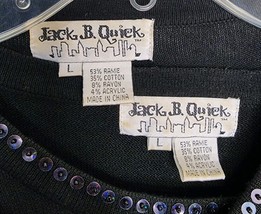 Jack B. Quick
L
53% RAMIE
35% COTTON
8% RAYON
4% ACRYLIC
MADE IN CHINA
Jack B. Quick
L
53% RAMIE
35% COTTON
8% RAYON
4% ACRYLIC
MADE IN CHINA